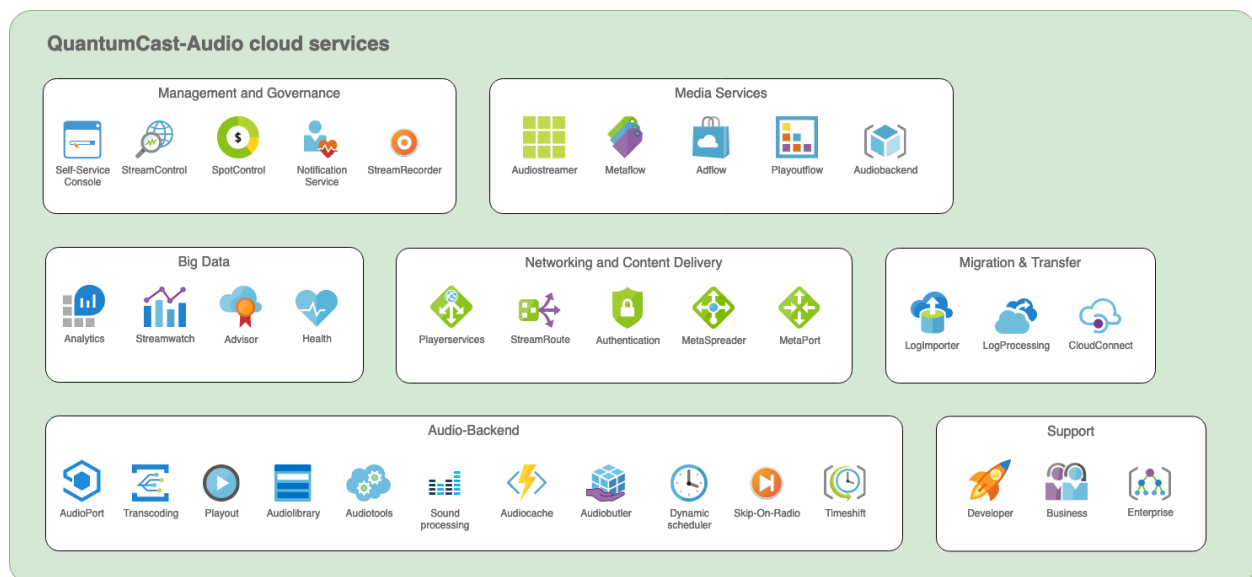 QuantumCast-Audio cloud services
Management and Governance
Self-Service
Console
StreamControl
SpotControl
Notification
Service
StreamRecorder
Media Services
Audiostreamer
Metaflow
Adflow
Playoutflow
Audiobackend
Big Data
Analytics
Streamwatch
Advisor
Health
Networking and Content Delivery
Playerservices
StreamRoute
Authentication
MetaSpreader
MetaPort
Migration & Transfer
LogImporter
LogProcessing
CloudConnect
Audio-Backend
AudioPort
Transcoding
Playout
Audiolibrary
Audiotools
Sound
processing
Audiocache
Audiobutler
Dynamic
scheduler
Skip-On-Radio
Timeshift
Support
Developer
Business
Enterprise